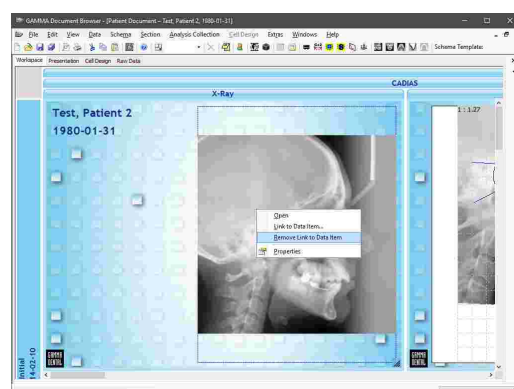 GAMMA Document Browser - [Patient Document – Test, Patient 2, 1980-01-31]
File Edit View Data Schema Section Analysis Collection Cell Design Extras Windows Help
Schema Template:
Workspace Presentation Cell Design Raw Data
CADIAS
X-Ray
Test, Patient 2
1980-01-31
1 : 1.27
Open
Link to Data Item...
Remove Link to Data Item
Properties
Initial
14-02-10
GAMMA
DENTAL
GAMMA
DENTAL